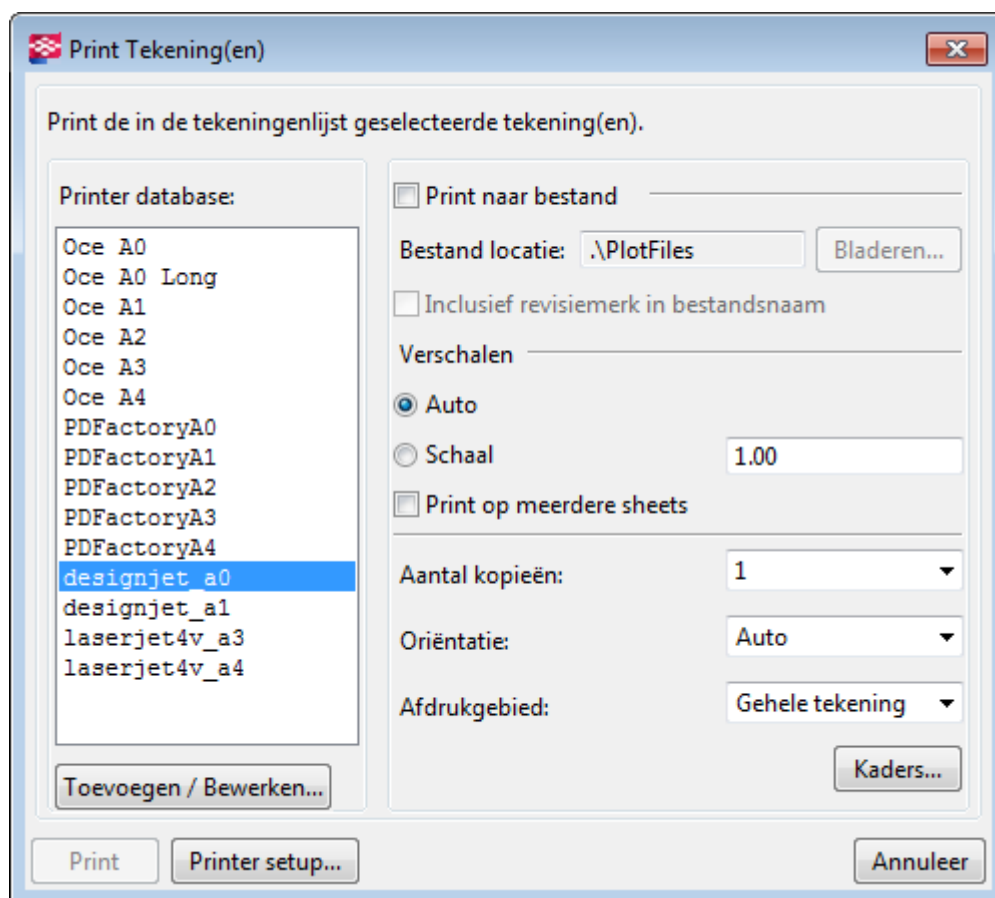 Print Tekening(en)
Print de in de tekeningenlijst geselecteerde tekening(en).
Printer database:
Oce A0
Oce A0 Long
Oce A1
Oce A2
Oce A3
Oce A4
PDFactoryA0
PDFactoryA1
PDFactoryA2
PDFactoryA3
PDFactoryA4
designjet_a0
designjet_a1
laserjet4v_a3
laserjet4v_a4
Toevoegen / Bewerken...
Print naar bestand
Bestand locatie: .\PlotFiles Bladeren...
Inclusief revisiemerk in bestandsnaam
Verschalen
Auto
Schaal 1.00
Print op meerdere sheets
Aantal kopieën: 1
Oriëntatie: Auto
Afdrukgebied: Gehele tekening
Kaders...
Print Printer setup... Annuleer